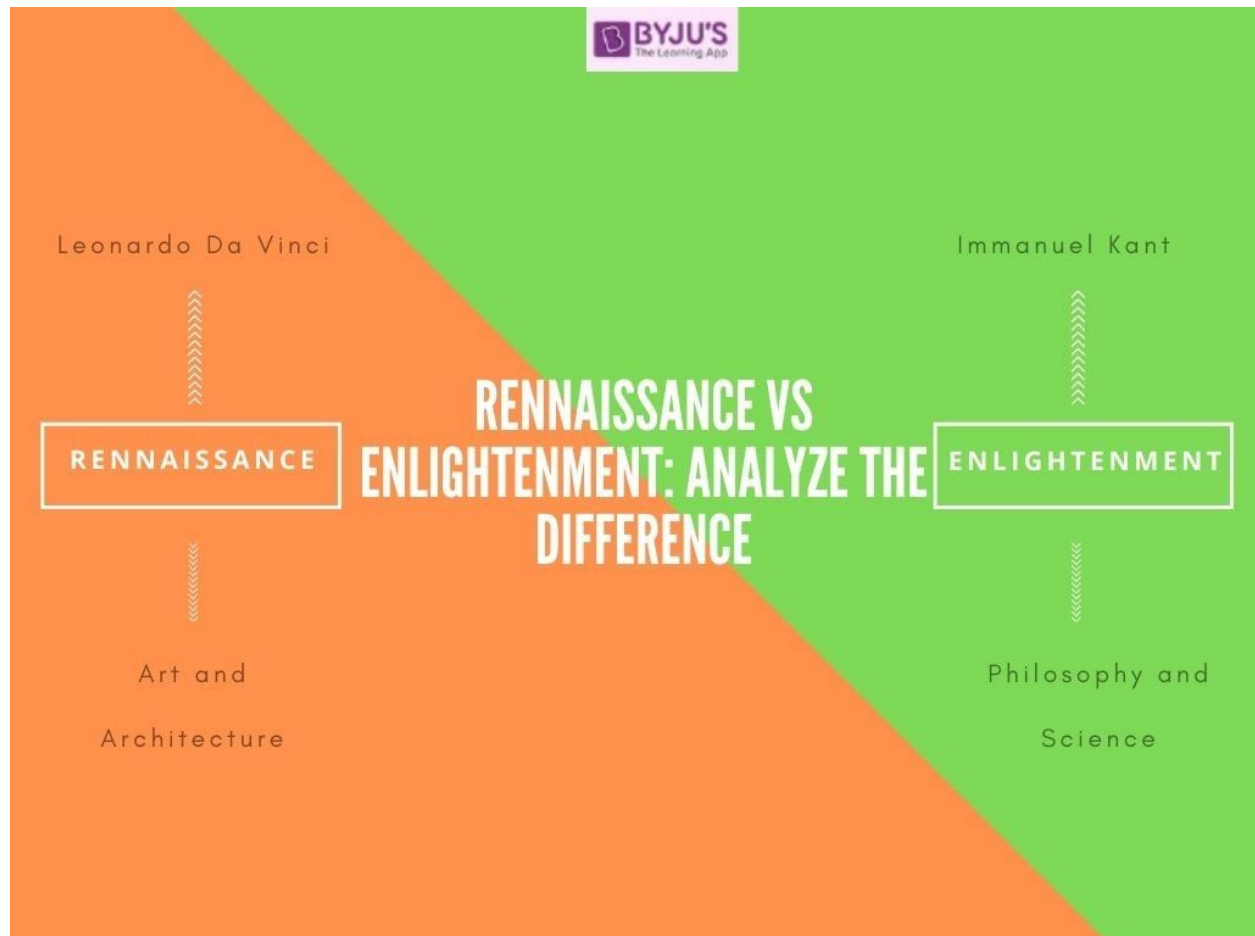 BYJU'S
The Learning App
Leonardo Da Vinci
Immanuel Kant
RENNAISSANCE
RENNAISSANCE VS
ENLIGHTENMENT: ANALYZE THE
DIFFERENCE
ENLIGHTENMENT
Art and
Architecture
Philosophy and
Science